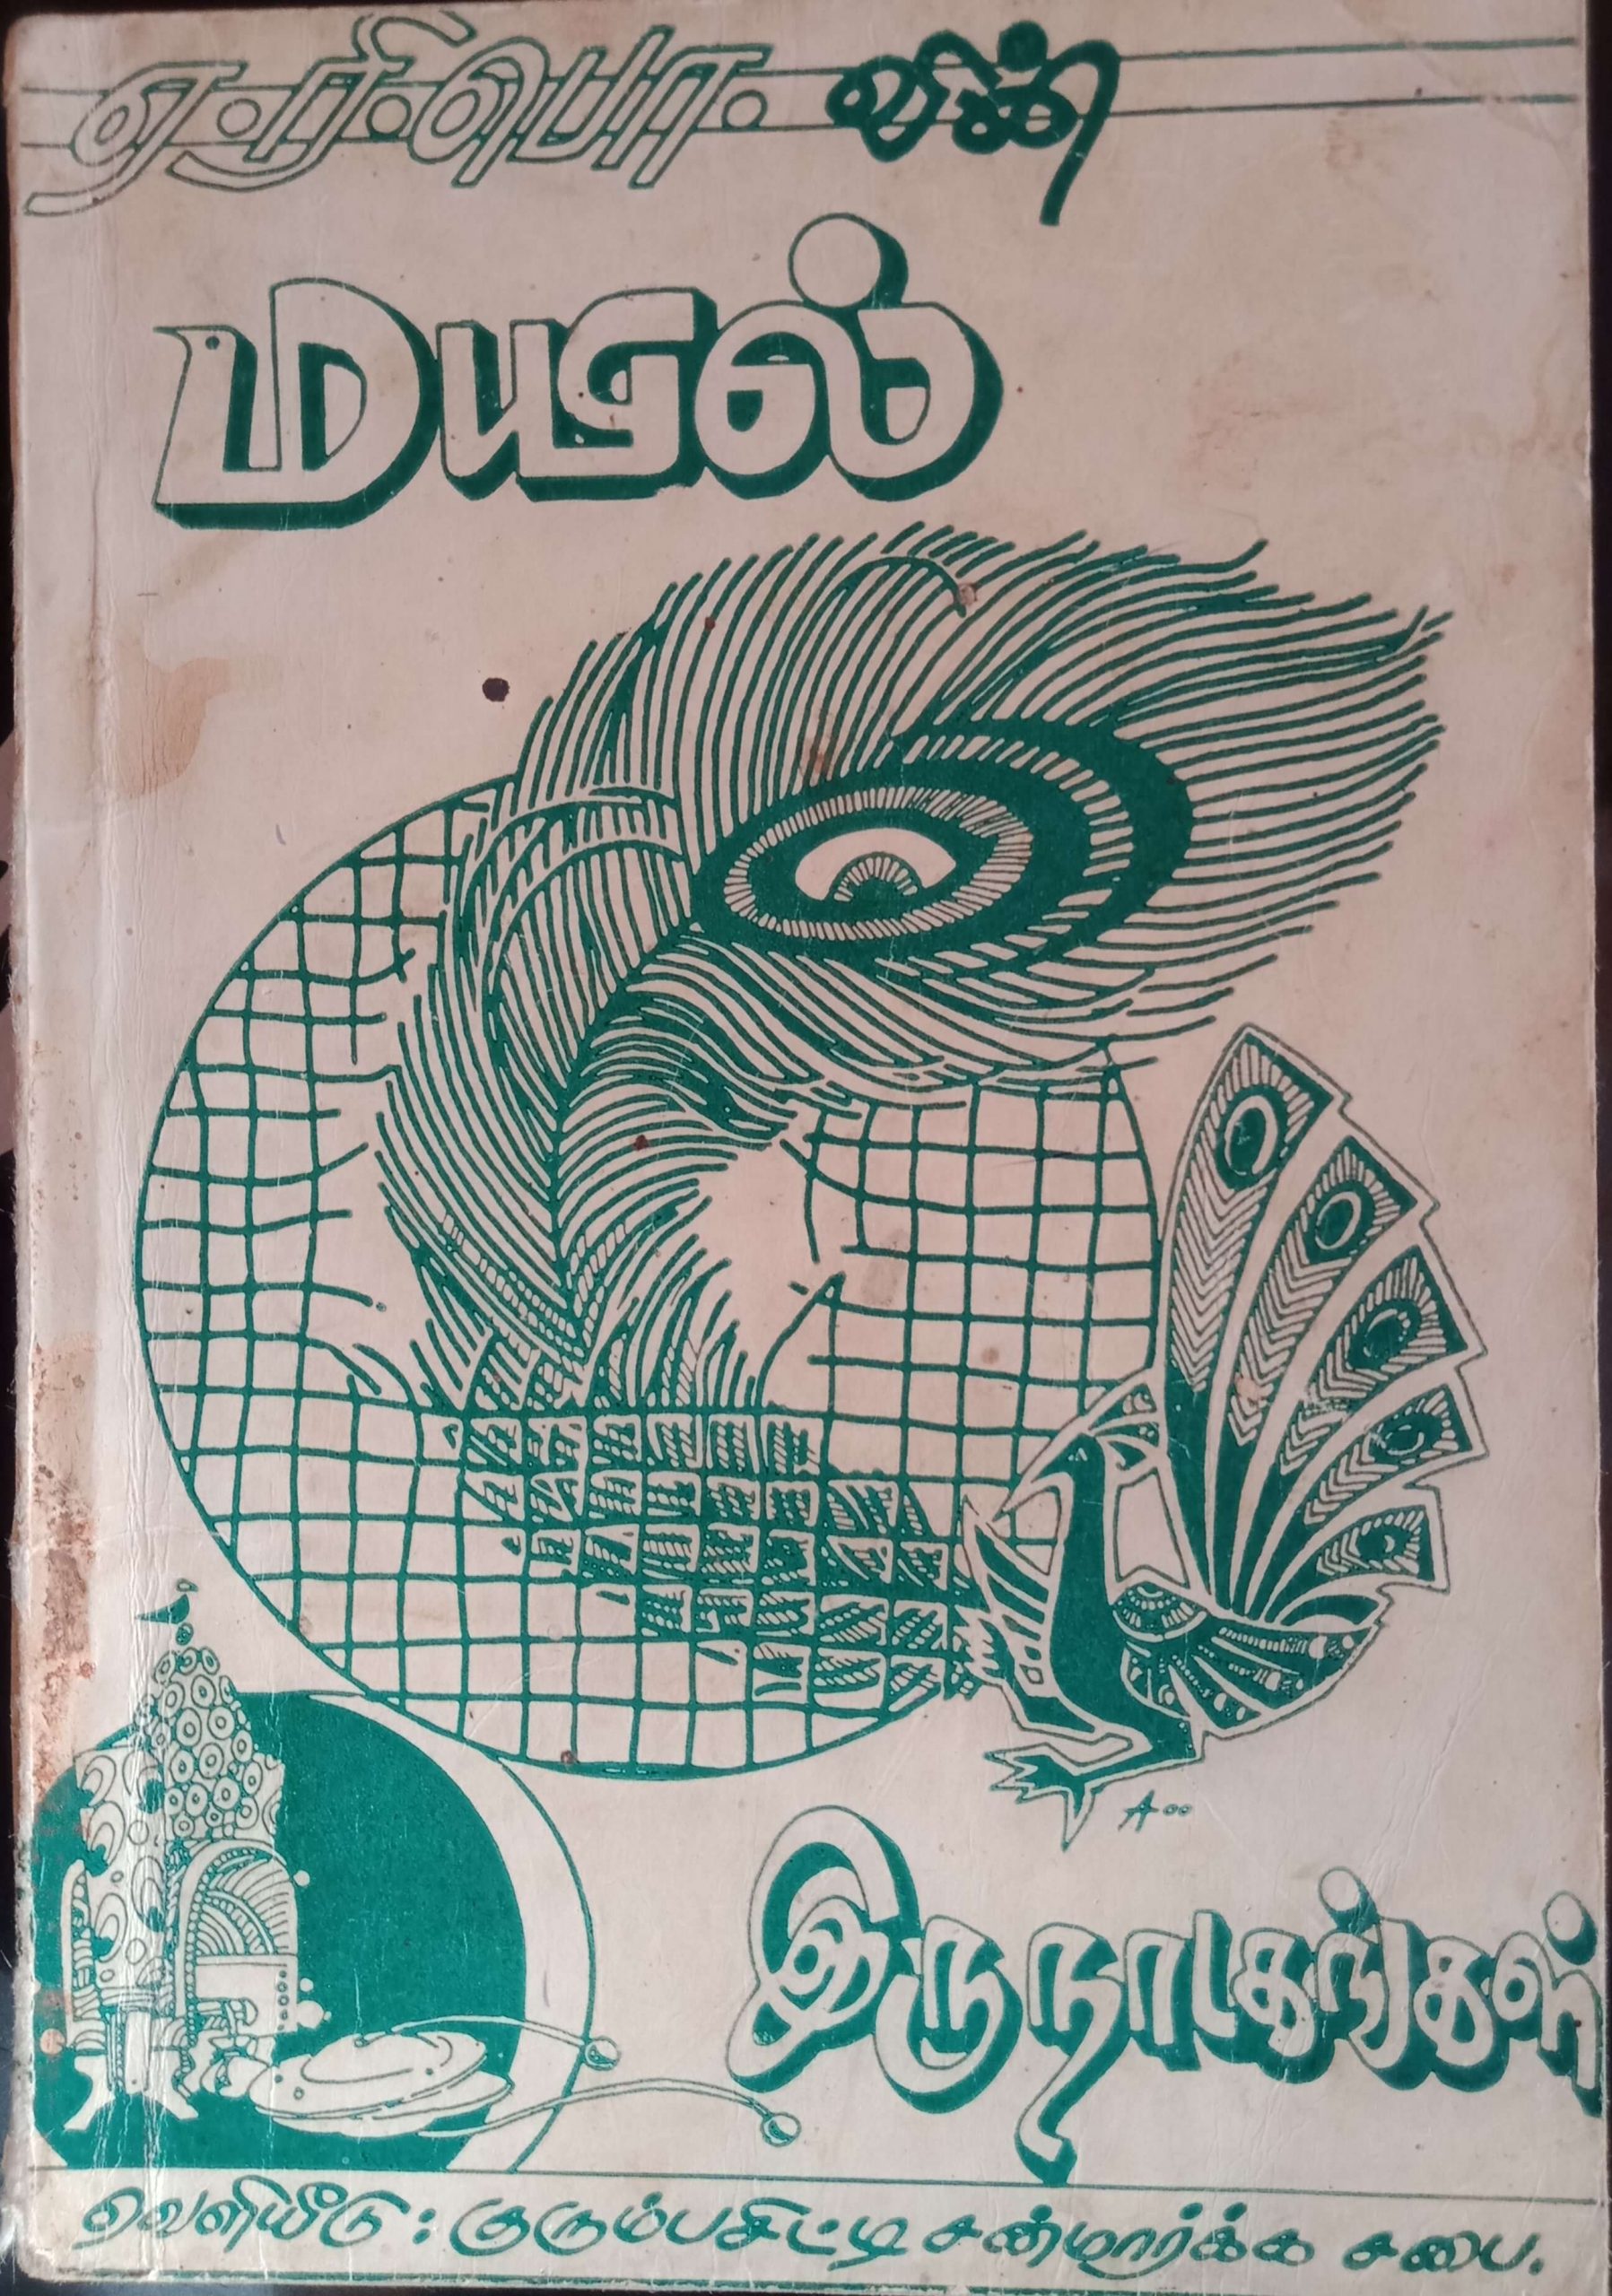 ஏ.ரி.பொ. வின்
மயில்
இரு நாடகங்கள்
வெளியீடு : குரும்பசிட்டி சன்மார்க்க சபை.